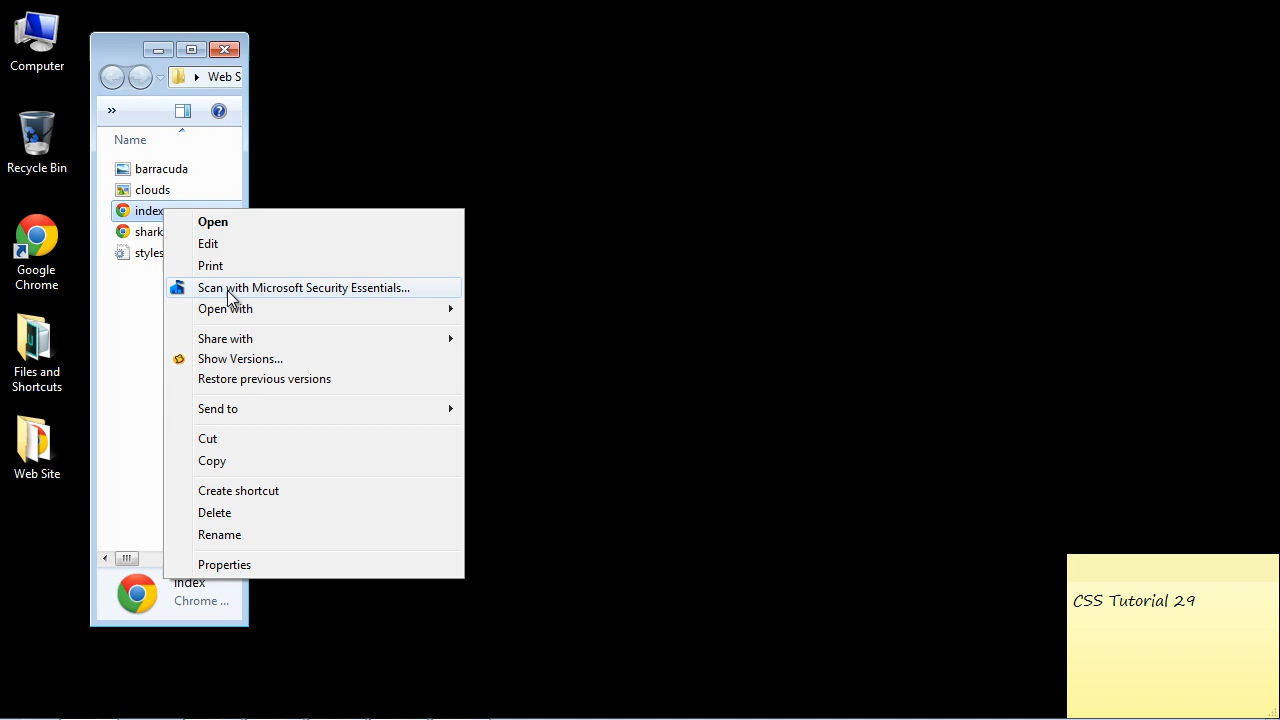 Computer
Recycle Bin
Google
Chrome
Files and
Shortcuts
Web Site
Web S
Name
barracuda
clouds
index
shark
styles
Open
Edit
Print
Scan with Microsoft Security Essentials...
Open with
Share with
Show Versions...
Restore previous versions
Send to
Cut
Copy
Create shortcut
Delete
Rename
Properties
index
Chrome ...
CSS Tutorial 29